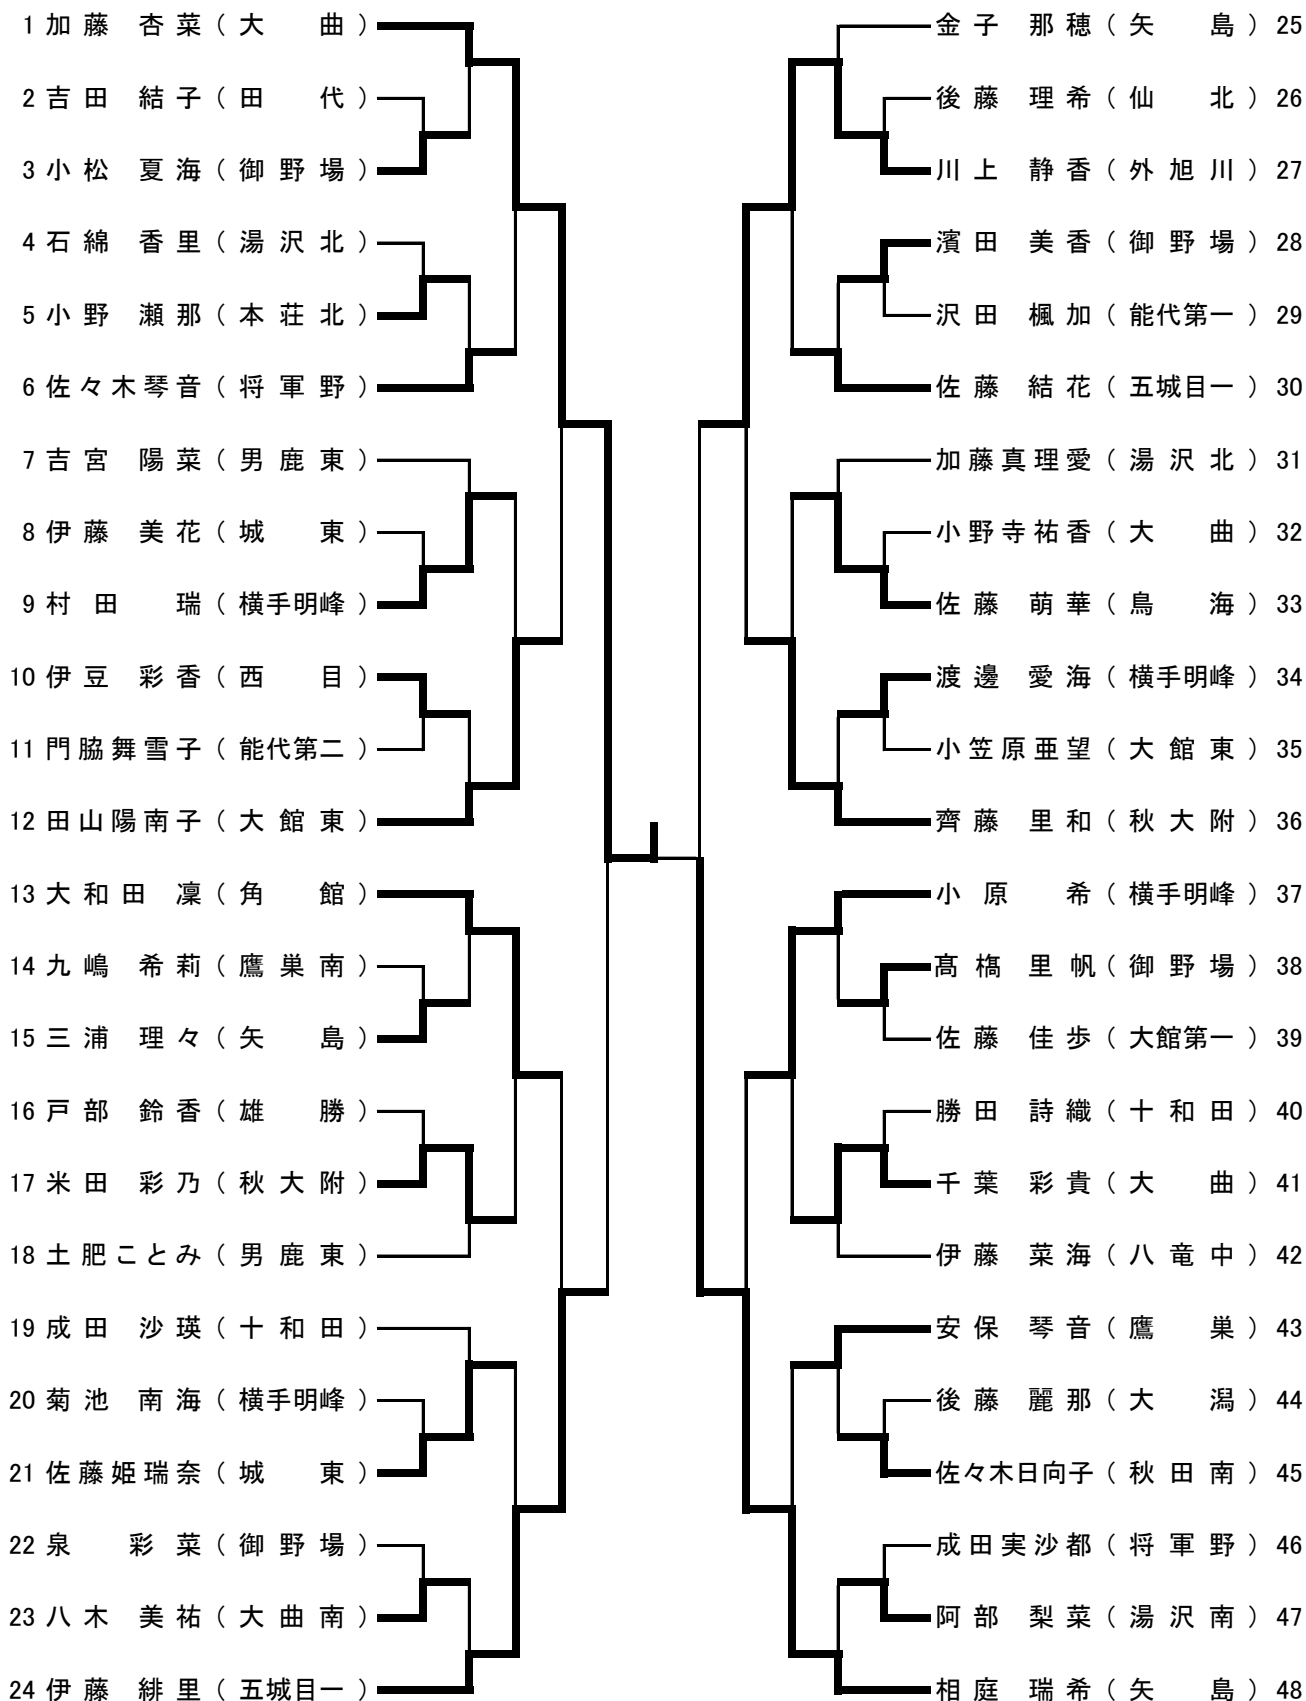 1 加藤 杏菜 ( 大 曲 )
2 吉田 結子 ( 田 代 )
3 小松 夏海 ( 御野場 )
4 石綿 香里 ( 湯沢北 )
5 小野 瀬那 ( 本荘北 )
6 佐々木琴音 ( 将軍野 )
7 吉宮 陽菜 ( 男鹿東 )
8 伊藤 美花 ( 城 東 )
9 村田 瑞 ( 横手明峰 )
10 伊豆 彩香 ( 西 目 )
11 門脇舞雪子 ( 能代第二 )
12 田山陽南子 ( 大館東 )
13 大和田 凜 ( 角 館 )
14 九嶋 希莉 ( 鷹巣南 )
15 三浦 理々 ( 矢 島 )
16 戸部 鈴香 ( 雄 勝 )
17 米田 彩乃 ( 秋大附 )
18 土肥ことみ ( 男鹿東 )
19 成田 沙瑛 ( 十和田 )
20 菊池 南海 ( 横手明峰 )
21 佐藤姫瑞奈 ( 城 東 )
22 泉 彩菜 ( 御野場 )
23 八木 美祐 ( 大曲南 )
24 伊藤 緋里 ( 五城目一 )
金子 那穂 ( 矢 島 ) 25
後藤 理希 ( 仙 北 ) 26
川上 静香 ( 外旭川 ) 27
濱田 美香 ( 御野場 ) 28
沢田 楓加 ( 能代第一 ) 29
佐藤 結花 ( 五城目一 ) 30
加藤真理愛 ( 湯沢北 ) 31
小野寺祐香 ( 大 曲 ) 32
佐藤 萌華 ( 鳥 海 ) 33
渡邊 愛海 ( 横手明峰 ) 34
小笠原亜望 ( 大館東 ) 35
齊藤 里和 ( 秋大附 ) 36
小原 希 ( 横手明峰 ) 37
髙橋 里帆 ( 御野場 ) 38
佐藤 佳歩 ( 大館第一 ) 39
勝田 詩織 ( 十和田 ) 40
千葉 彩貴 ( 大 曲 ) 41
伊藤 菜海 ( 八竜中 ) 42
安保 琴音 ( 鷹 巣 ) 43
後藤 麗那 ( 大 潟 ) 44
佐々木日向子 ( 秋田南 ) 45
成田実沙都 ( 将軍野 ) 46
阿部 梨菜 ( 湯沢南 ) 47
相庭 瑞希 ( 矢 島 ) 48